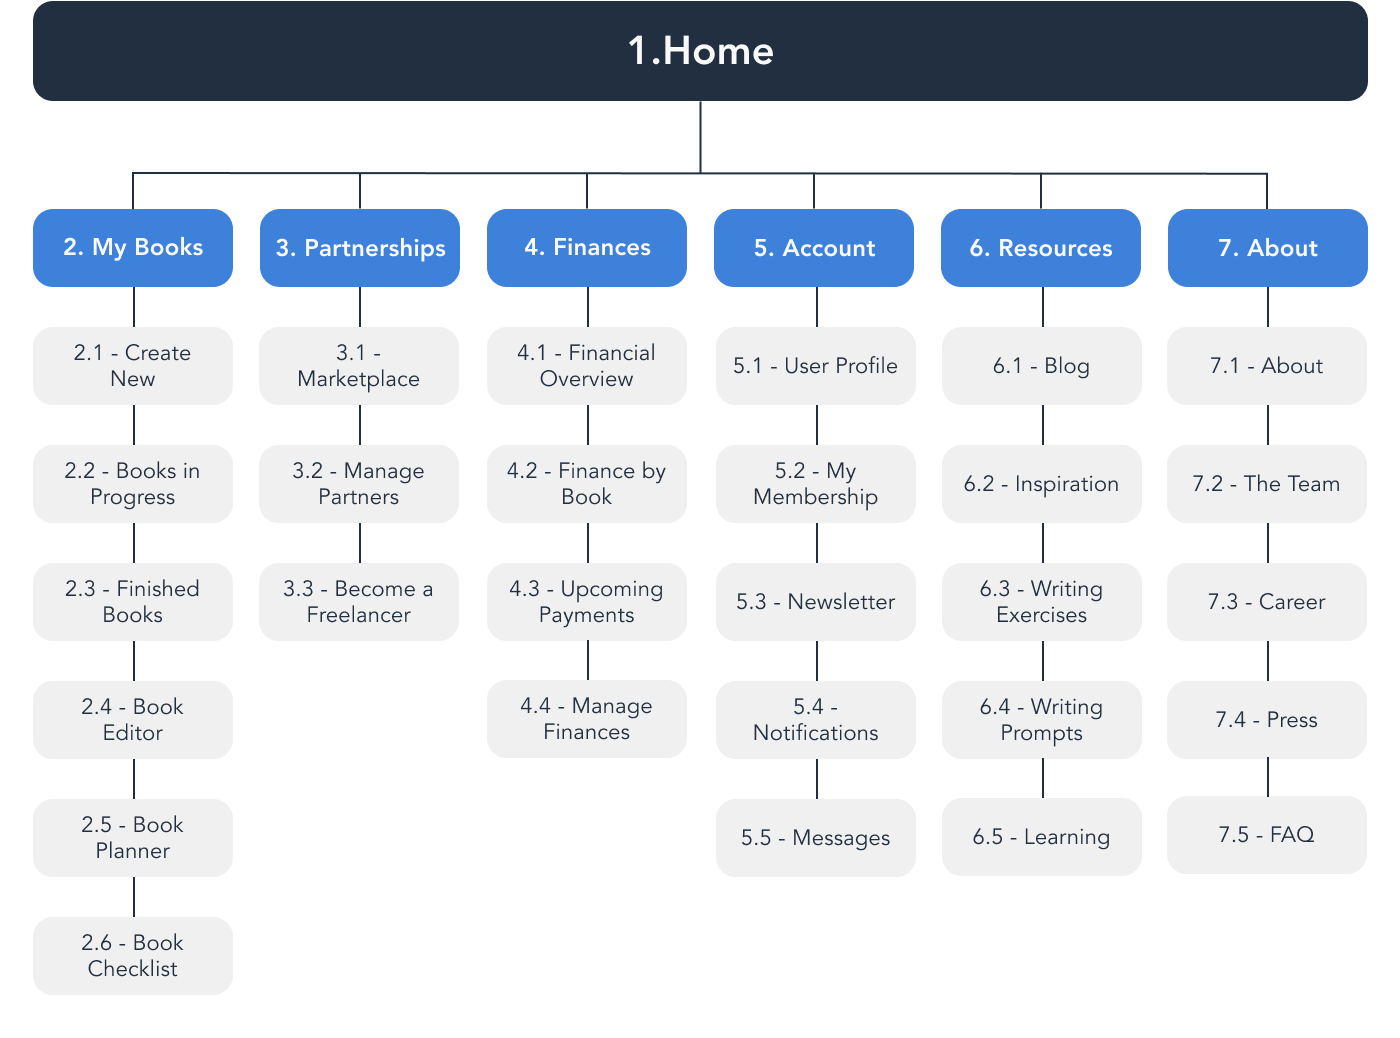 1.Home
2. My Books
3. Partnerships
4. Finances
5. Account
6. Resources
7. About
2.1 - Create
New
2.2 - Books in
Progress
2.3 - Finished
Books
2.4 - Book
Editor
2.5 - Book
Planner
2.6 - Book
Checklist
3.1 -
Marketplace
3.2 - Manage
Partners
3.3 - Become a
Freelancer
4.1 - Financial
Overview
4.2 - Finance by
Book
4.3 - Upcoming
Payments
4.4 - Manage
Finances
5.1 - User Profile
5.2 - My
Membership
5.3 - Newsletter
5.4 -
Notifications
5.5 - Messages
6.1 - Blog
6.2 - Inspiration
6.3 - Writing
Exercises
6.4 - Writing
Prompts
6.5 - Learning
7.1 - About
7.2 - The Team
7.3 - Career
7.4 - Press
7.5 - FAQ